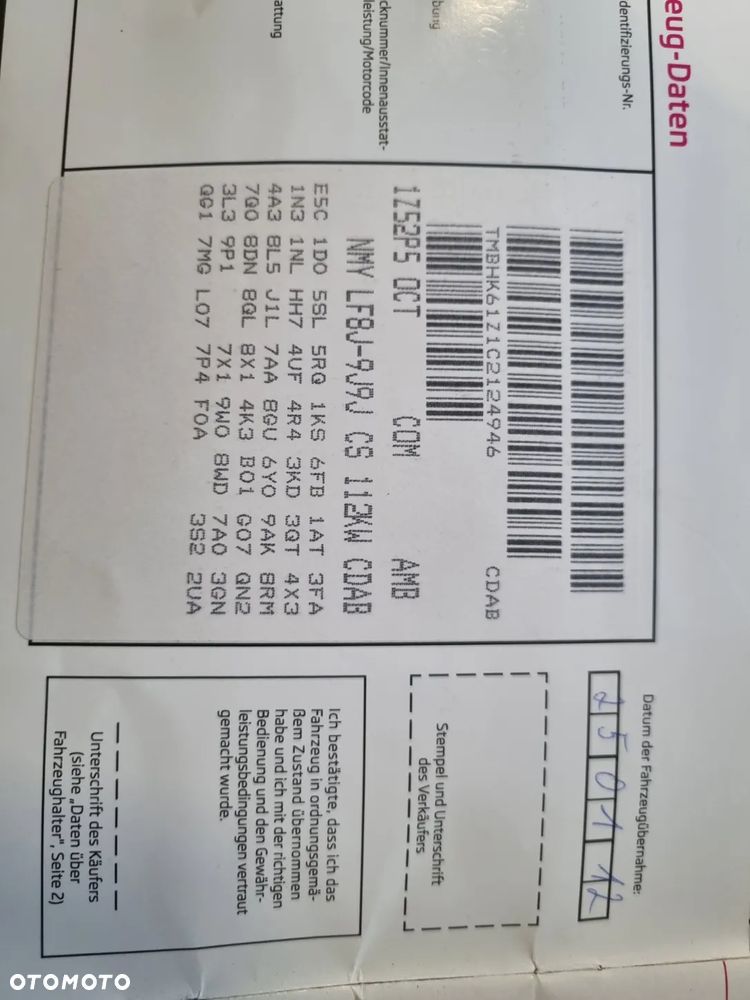 eug-Daten
dentifizierungs-Nr.
bung
cknummer/Innenausstat-
leistung/Motorcode
attung
TMBHK61Z1C2124946 CDAB
1Z52P5 OCT COM AMB
NMY LF8J-9J9J CS 112KW CDAB
E5C 1D0 5SL 5RQ 1KS 6FB 1AT 3FA
1N3 1NL HH7 4UF 4R4 3KD 3QT 4X3
4A3 8L5 J1L 7AA 8GU 6Y0 9AK 8RM
7Q0 8DN 8QL 8X1 4K3 B01 G07 QN2
3L3 9P1 7X1 9W0 8WD 7A0 3GN
QG1 7MG L07 7P4 F0A 3S2 2UA
Datum der Fahrzeugübernahme:
25 01 12
Stempel und Unterschrift
des Verkäufers
Ich bestätigte, dass ich das
Fahrzeug in ordnungsgemä-
ßem Zustand übernommen
habe und ich mit der richtigen
Bedienung und den Gewähr-
leistungsbedingungen vertraut
gemacht wurde.
Unterschrift des Käufers
(siehe „Daten über
Fahrzeughalter", Seite 2)
OTOMOTO